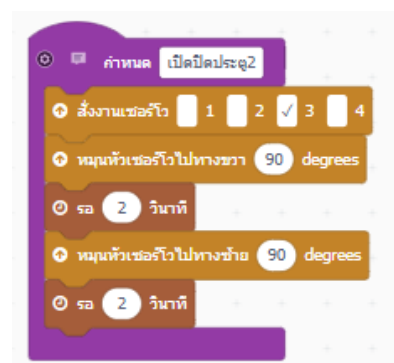 กำหนด เปิดปิดประตู2
สั่งงานเซอร์โว 1 2 ✓ 3 4
หมุนหัวเซอร์โวไปทางขวา 90 degrees
รอ 2 วินาที
หมุนหัวเซอร์โวไปทางซ้าย 90 degrees
รอ 2 วินาที